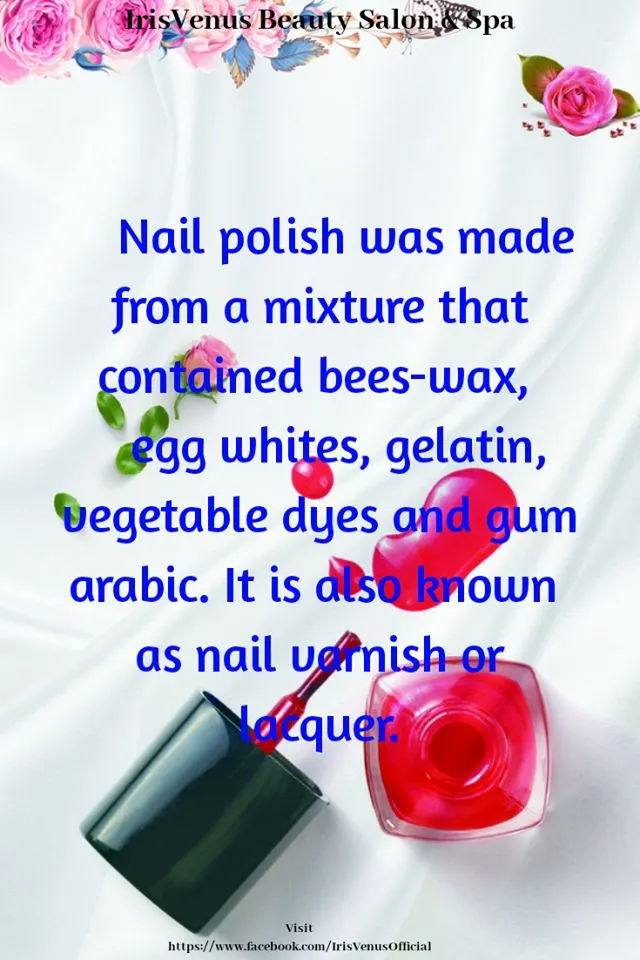 IrisVenus Beauty Salon & Spa
Nail polish was made
from a mixture that
contained bees-wax,
egg whites, gelatin,
vegetable dyes and gum
arabic. It is also known
as nail varnish or
lacquer.
Visit
https://www.facebook.com/IrisVenusOfficial